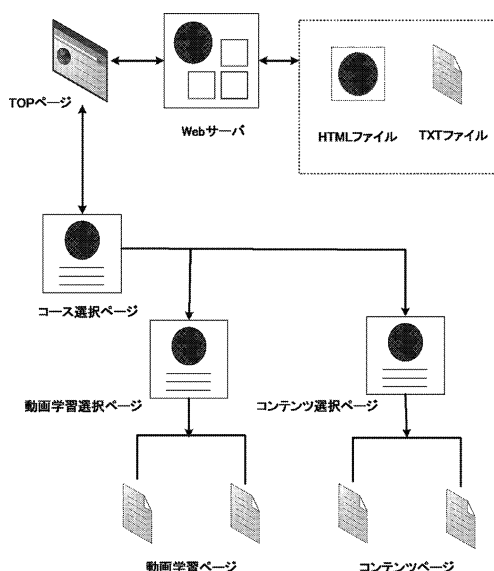 TOPページ
Webサーバ
HTMLファイル
TXTファイル
コース選択ページ
動画学習選択ページ
コンテンツ選択ページ
動画学習ページ
コンテンツページ